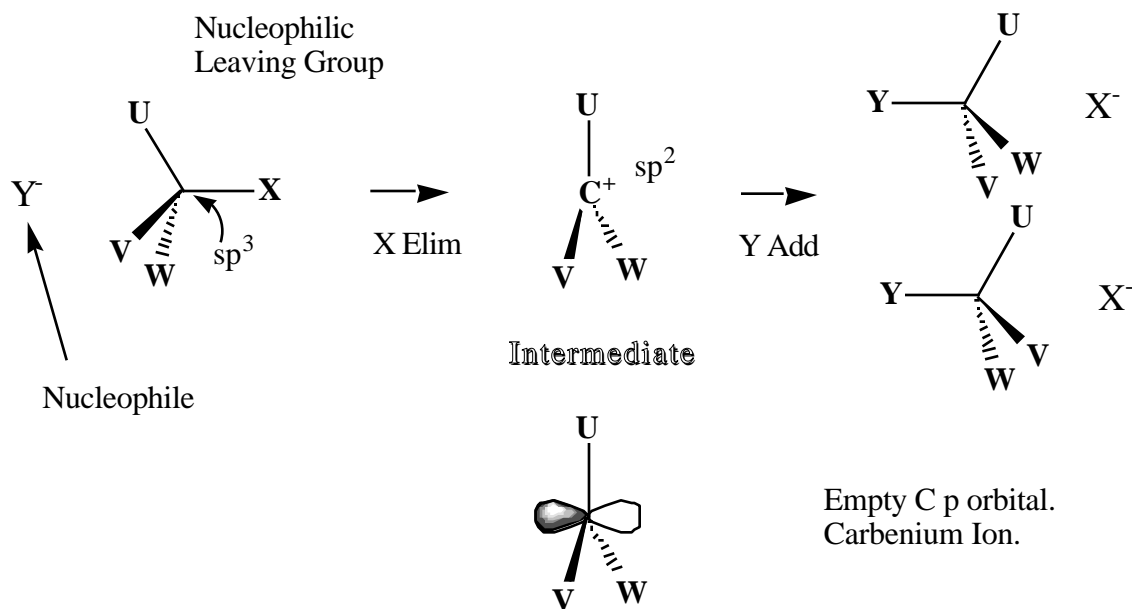 Nucleophilic
Leaving Group
U
X
Y-
V
W
sp3
Nucleophile
X Elim
U
C+
sp2
V
W
Intermediate
Y Add
U
Y
X-
W
V
U
Y
X-
V
W
U
V
W
Empty C p orbital.
Carbenium Ion.